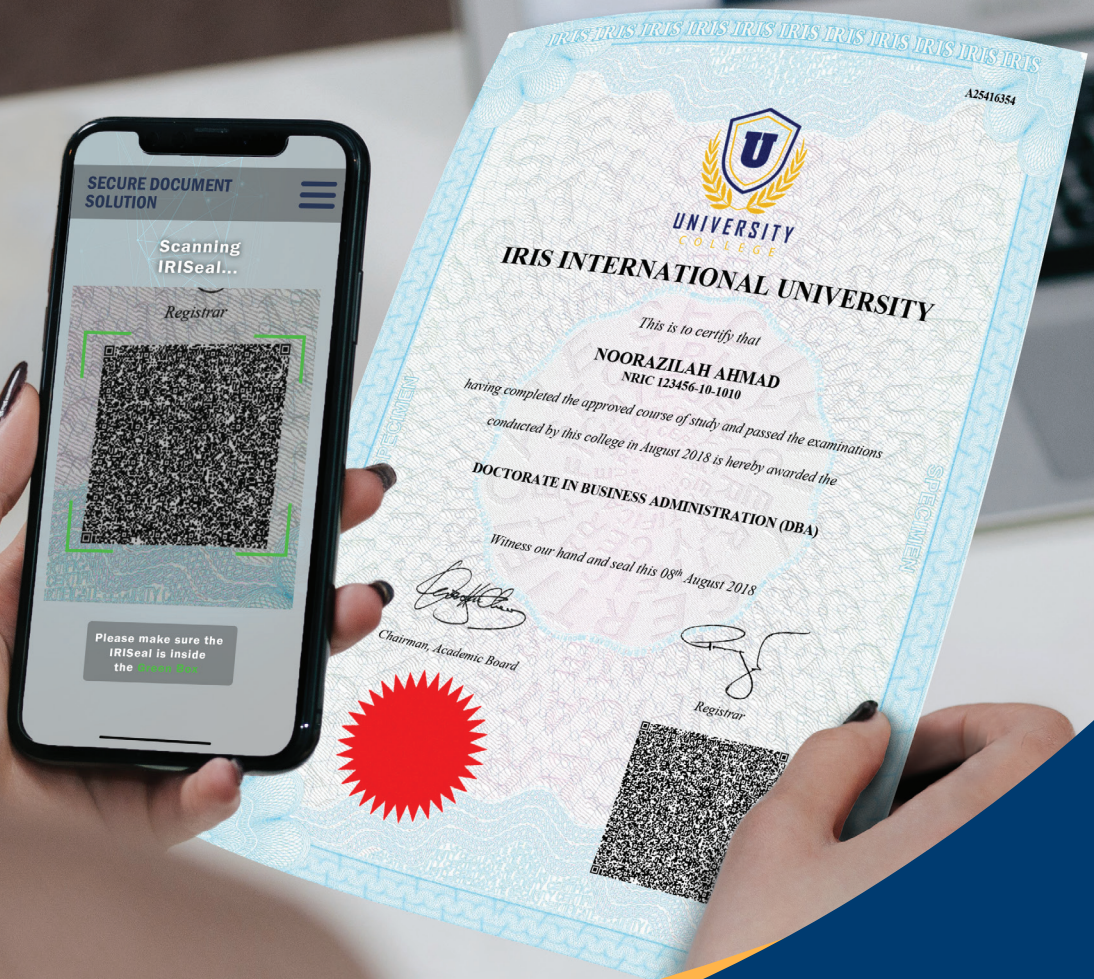 SECURE DOCUMENT
SOLUTION
Scanning
IRISeal...
Registrar
Please make sure the
IRISeal is inside
the Green Box
IRIS IRIS IRIS IRIS IRIS IRIS IRIS IRIS IRIS IRIS IRIS
A25416354
U
UNIVERSITY
COLLEGE
IRIS INTERNATIONAL UNIVERSITY
This is to certify that
NOORAZILAH AHMAD
NRIC 123456-10-1010
having completed the approved course of study and passed the examinations
conducted by this college in August 2018 is hereby awarded the
DOCTORATE IN BUSINESS ADMINISTRATION (DBA)
Witness our hand and seal this 08th August 2018
SPECIMEN
SPECIMEN
Chairman, Academic Board
Registrar